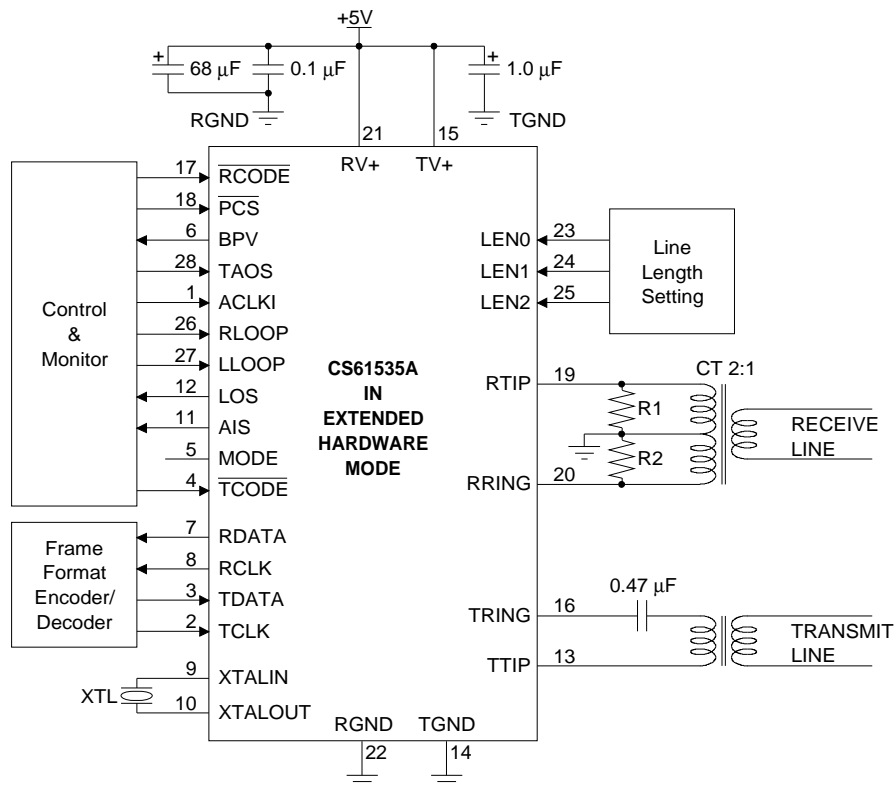 +5V
+
68 μF
0.1 μF
+
1.0 μF
RGND
TGND
21
15
RV+
TV+
17
RCODE
18
PCS
6
BPV
28
TAOS
1
ACLKI
26
RLOOP
27
LLOOP
12
LOS
11
AIS
5
MODE
4
TCODE
Control
&
Monitor
7
RDATA
8
RCLK
3
TDATA
2
TCLK
Frame
Format
Encoder/
Decoder
9
XTALIN
XTL
10
XTALOUT
CS61535A
IN
EXTENDED
HARDWARE
MODE
LEN0
23
LEN1
24
LEN2
25
Line
Length
Setting
CT 2:1
RTIP
19
R1
R2
RRING
20
RECEIVE
LINE
0.47 μF
TRING
16
TTIP
13
TRANSMIT
LINE
RGND
TGND
22
14